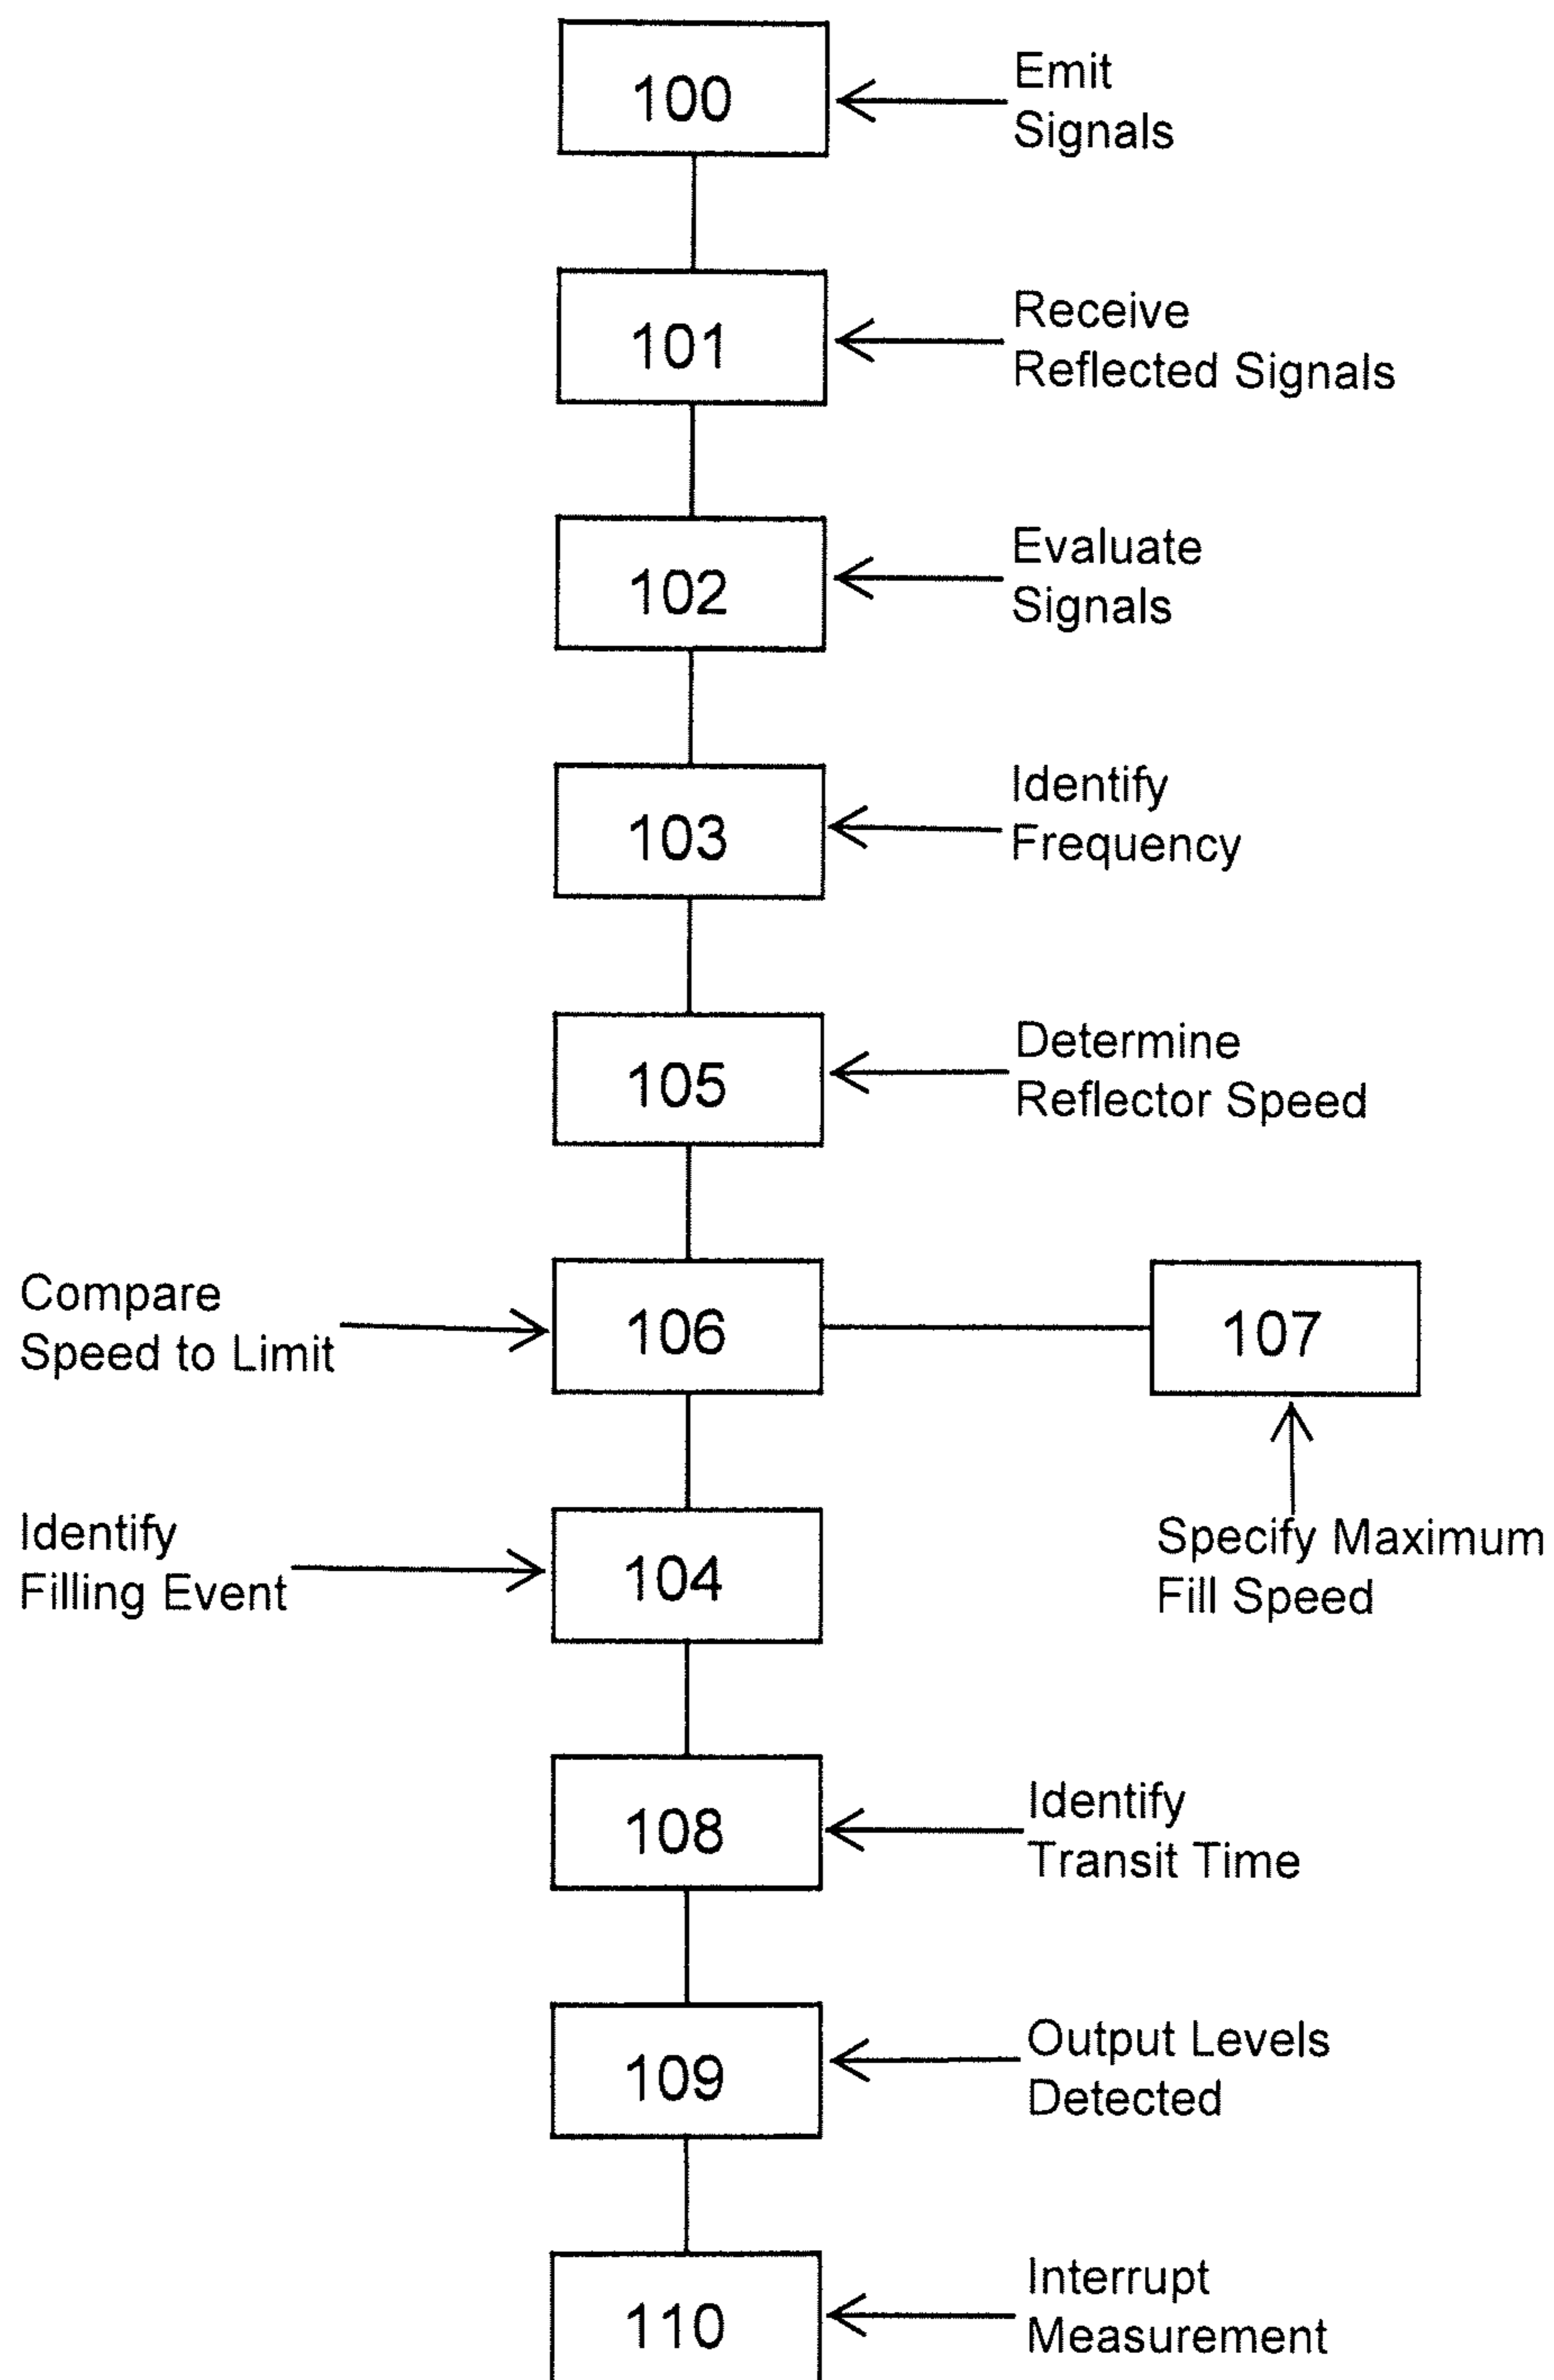 100
Emit
Signals
101
Receive
Reflected Signals
102
Evaluate
Signals
103
Identify
Frequency
105
Determine
Reflector Speed
Compare
Speed to Limit
106
107
Specify Maximum
Fill Speed
Identify
Filling Event
104
108
Identify
Transit Time
109
Output Levels
Detected
110
Interrupt
Measurement